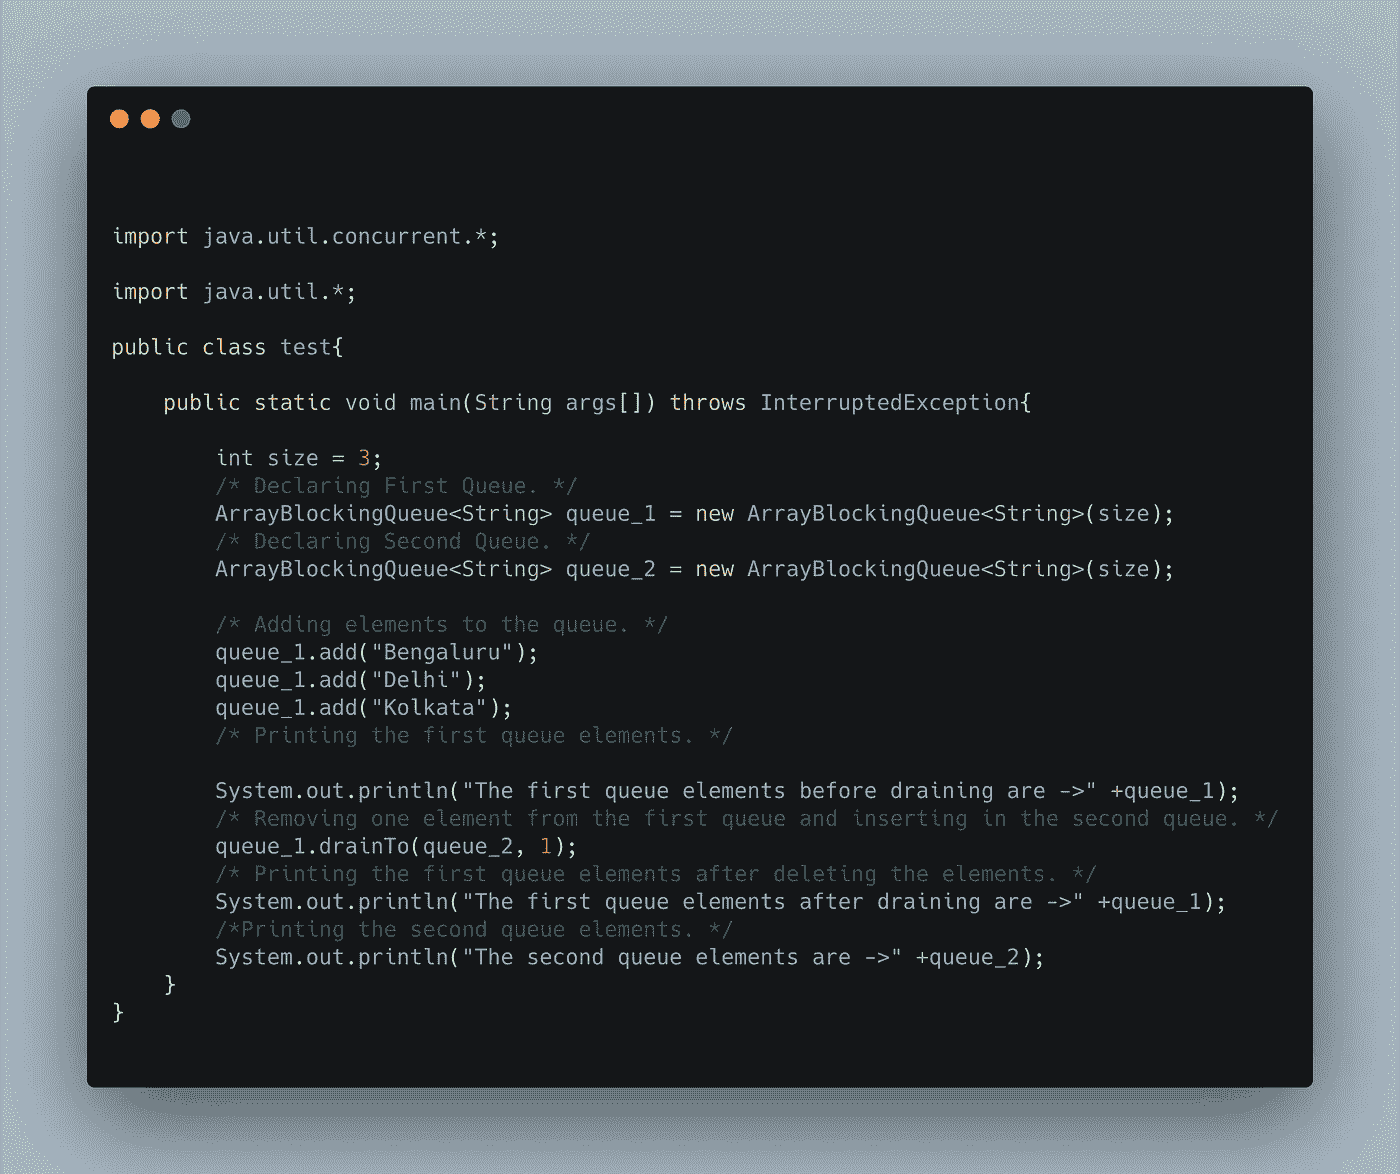 import java.util.concurrent.*;
import java.util.*;
public class test{
    public static void main(String args[]) throws InterruptedException{
        int size = 3;
        /* Declaring First Queue. */
        ArrayBlockingQueue<String> queue_1 = new ArrayBlockingQueue<String>(size);
        /* Declaring Second Queue. */
        ArrayBlockingQueue<String> queue_2 = new ArrayBlockingQueue<String>(size);
        /* Adding elements to the queue. */
        queue_1.add("Bengaluru");
        queue_1.add("Delhi");
        queue_1.add("Kolkata");
        /* Printing the first queue elements. */
        System.out.println("The first queue elements before draining are ->" +queue_1);
        /* Removing one element from the first queue and inserting in the second queue. */
        queue_1.drainTo(queue_2, 1);
        /* Printing the first queue elements after deleting the elements. */
        System.out.println("The first queue elements after draining are ->" +queue_1);
        /*Printing the second queue elements. */
        System.out.println("The second queue elements are ->" +queue_2);
    }
}